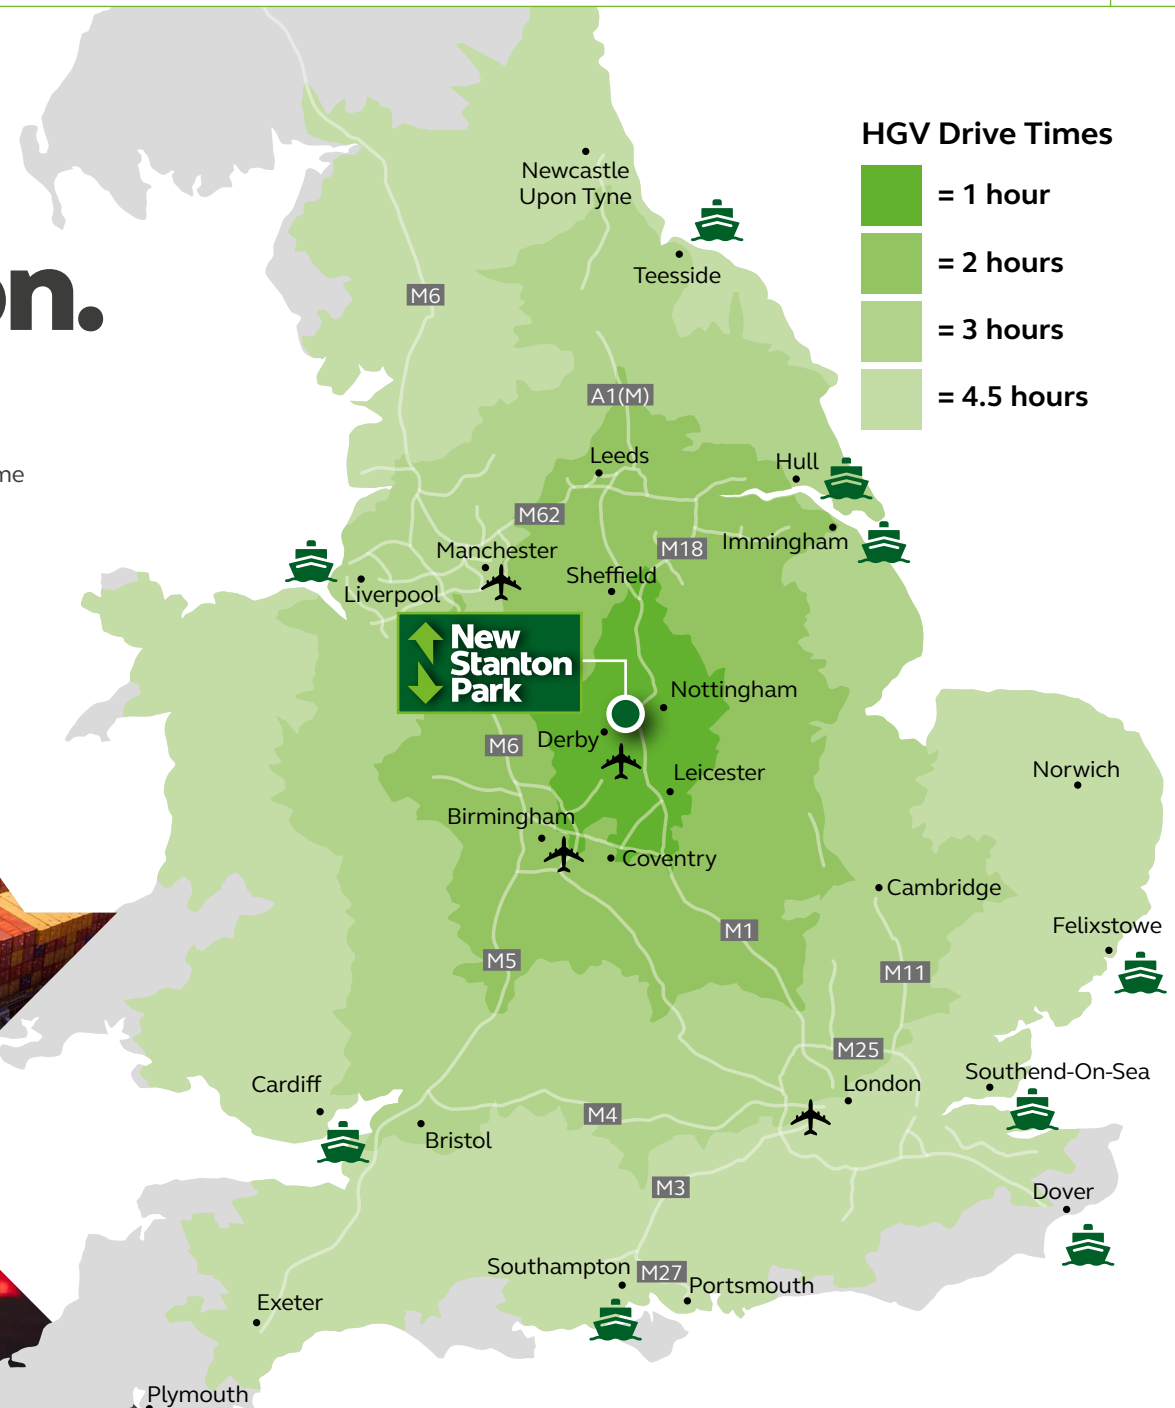 HGV Drive Times
= 1 hour
= 2 hours
= 3 hours
= 4.5 hours
Newcastle
Upon Tyne
Teesside
on.
M6
A1(M)
me
Leeds
Hull
M62
Immingham
M18
Manchester
Sheffield
Liverpool
New
Stanton
Park
Nottingham
M6
Derby
Leicester
Norwich
Birmingham
Coventry
Cambridge
Felixstowe
M1
M5
M11
M25
Southend-On-Sea
Cardiff
London
M4
Bristol
M3
Dover
Southampton
M27
Portsmouth
Exeter
Plymouth